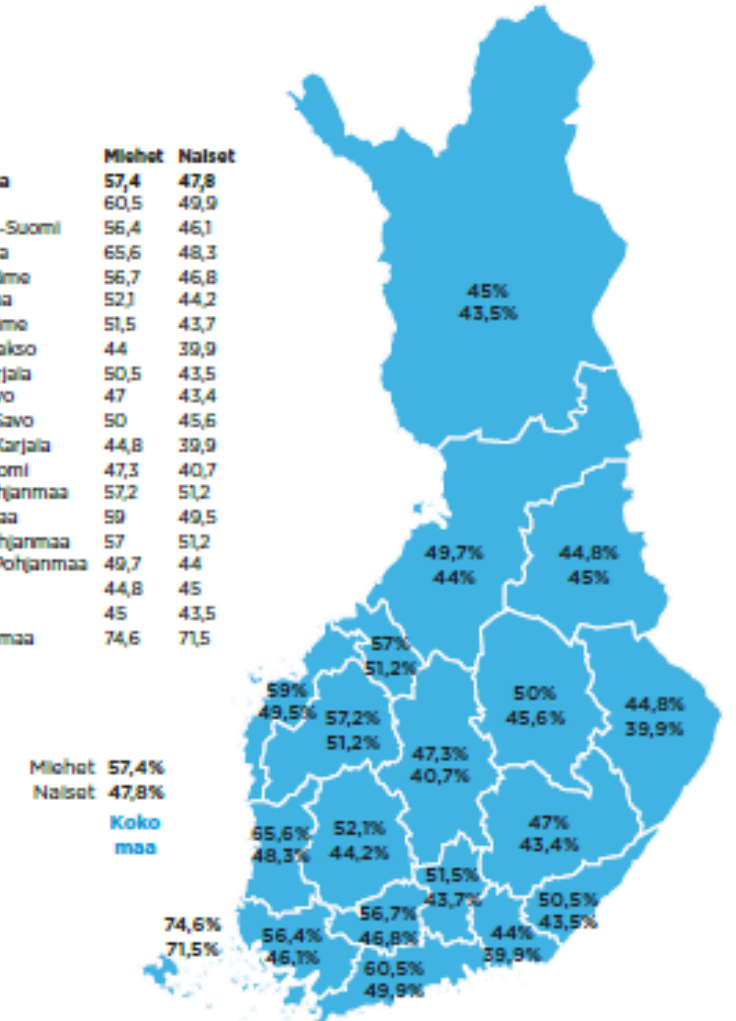 Miehet Naiset
a 57,4 47,8
60,5 49,9
-Suomi 56,4 46,1
a 65,6 48,3
ime 56,7 46,8
aa 52,1 44,2
me 51,5 43,7
akso 44 39,9
rjala 50,5 43,5
vo 47 43,4
Savo 50 45,6
Karjala 44,8 39,9
omi 47,3 40,7
hjanmaa 57,2 51,2
aa 59 49,5
hjanmaa 57 51,2
Pohjanmaa 49,7 44
44,8 45
45 43,5
maa 74,6 71,5
Miehet 57,4%
Naiset 47,8%
Koko
maa
45%
43,5%
49,7%
44%
44,8%
45%
57%
51,2%
59%
49,5%
57,2%
51,2%
50%
45,6%
44,8%
39,9%
47,3%
40,7%
65,6%
48,3%
52,1%
44,2%
47%
43,4%
51,5%
43,7%
50,5%
43,5%
74,6%
71,5%
56,4%
46,1%
56,7%
46,8%
44%
39,9%
60,5%
49,9%